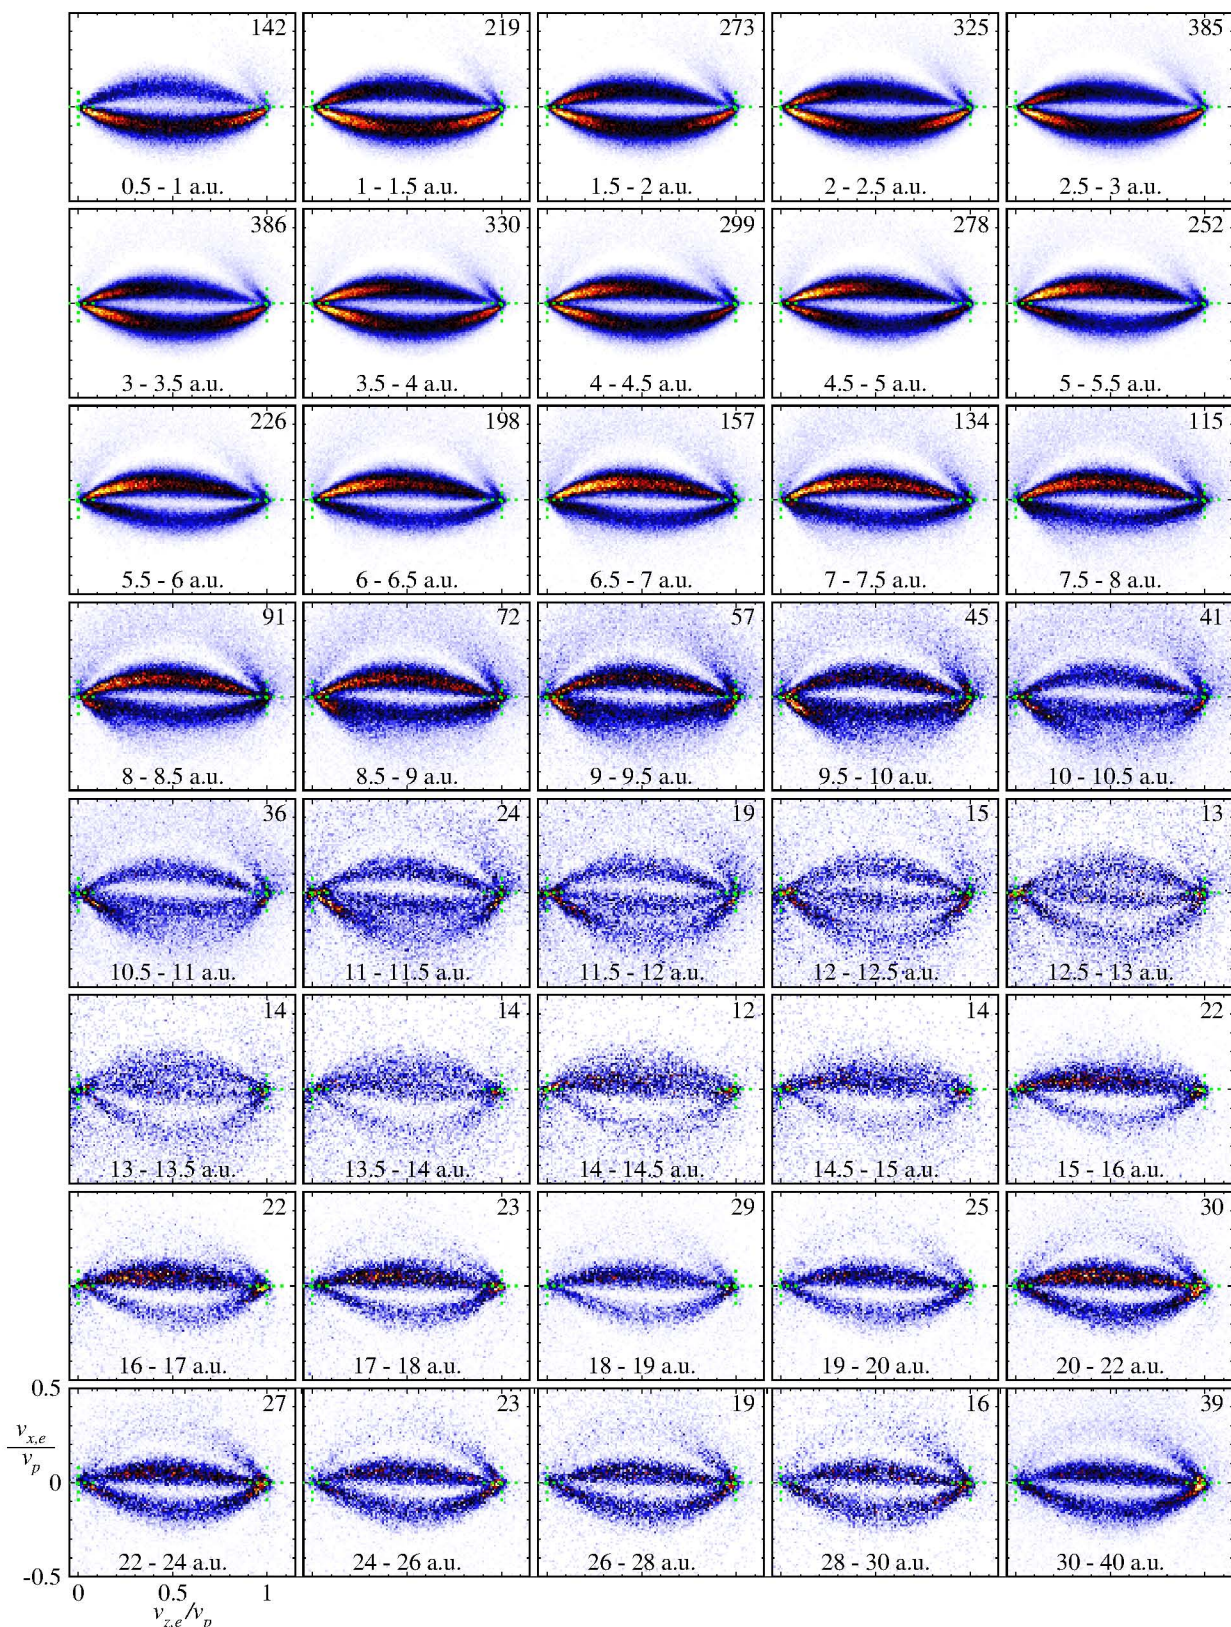 142 219 273 325 385
0.5 - 1 a.u. 1 - 1.5 a.u. 1.5 - 2 a.u. 2 - 2.5 a.u. 2.5 - 3 a.u.
386 330 299 278 252
3 - 3.5 a.u. 3.5 - 4 a.u. 4 - 4.5 a.u. 4.5 - 5 a.u. 5 - 5.5 a.u.
226 198 157 134 115
5.5 - 6 a.u. 6 - 6.5 a.u. 6.5 - 7 a.u. 7 - 7.5 a.u. 7.5 - 8 a.u.
91 72 57 45 41
8 - 8.5 a.u. 8.5 - 9 a.u. 9 - 9.5 a.u. 9.5 - 10 a.u. 10 - 10.5 a.u.
36 24 19 15 13
10.5 - 11 a.u. 11 - 11.5 a.u. 11.5 - 12 a.u. 12 - 12.5 a.u. 12.5 - 13 a.u.
14 14 12 14 22
13 - 13.5 a.u. 13.5 - 14 a.u. 14 - 14.5 a.u. 14.5 - 15 a.u. 15 - 16 a.u.
22 23 29 25 30
16 - 17 a.u. 17 - 18 a.u. 18 - 19 a.u. 19 - 20 a.u. 20 - 22 a.u.
0.5 27 23 19 16 39
v_{x,e}
v_p
0
22 - 24 a.u. 24 - 26 a.u. 26 - 28 a.u. 28 - 30 a.u. 30 - 40 a.u.
-0.5
0 0.5 1
v_{z,e}/v_p